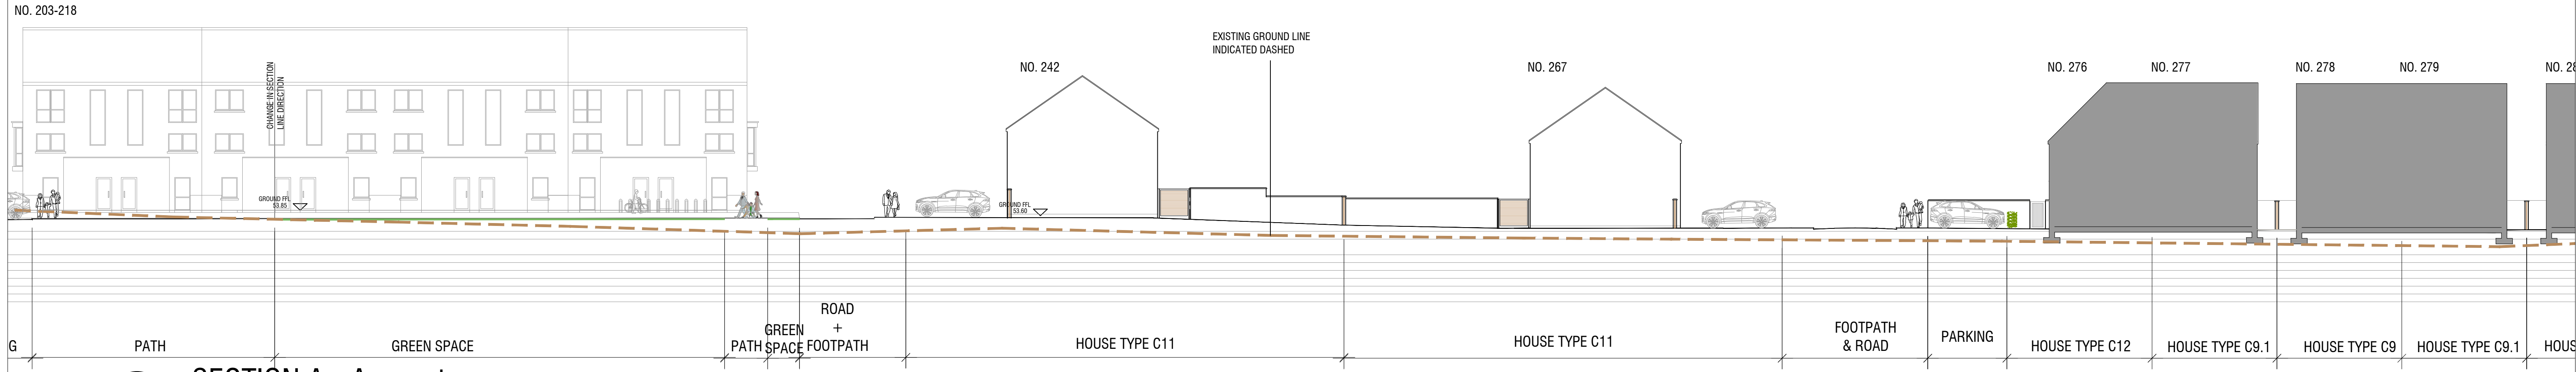 NO. 203-218
EXISTING GROUND LINE
INDICATED DASHED
NO. 242
NO. 267
NO. 276
NO. 277
NO. 278
NO. 279
CHANGE IN SECTION
LINE DIRECTION
GROUND FFL
53.85
GROUND FFL
53.60
G
PATH
GREEN SPACE
PATH
GREEN
SPACE
ROAD
+
FOOTPATH
HOUSE TYPE C11
HOUSE TYPE C11
FOOTPATH
& ROAD
PARKING
HOUSE TYPE C12
HOUSE TYPE C9.1
HOUSE TYPE C9
HOUSE TYPE C9.1